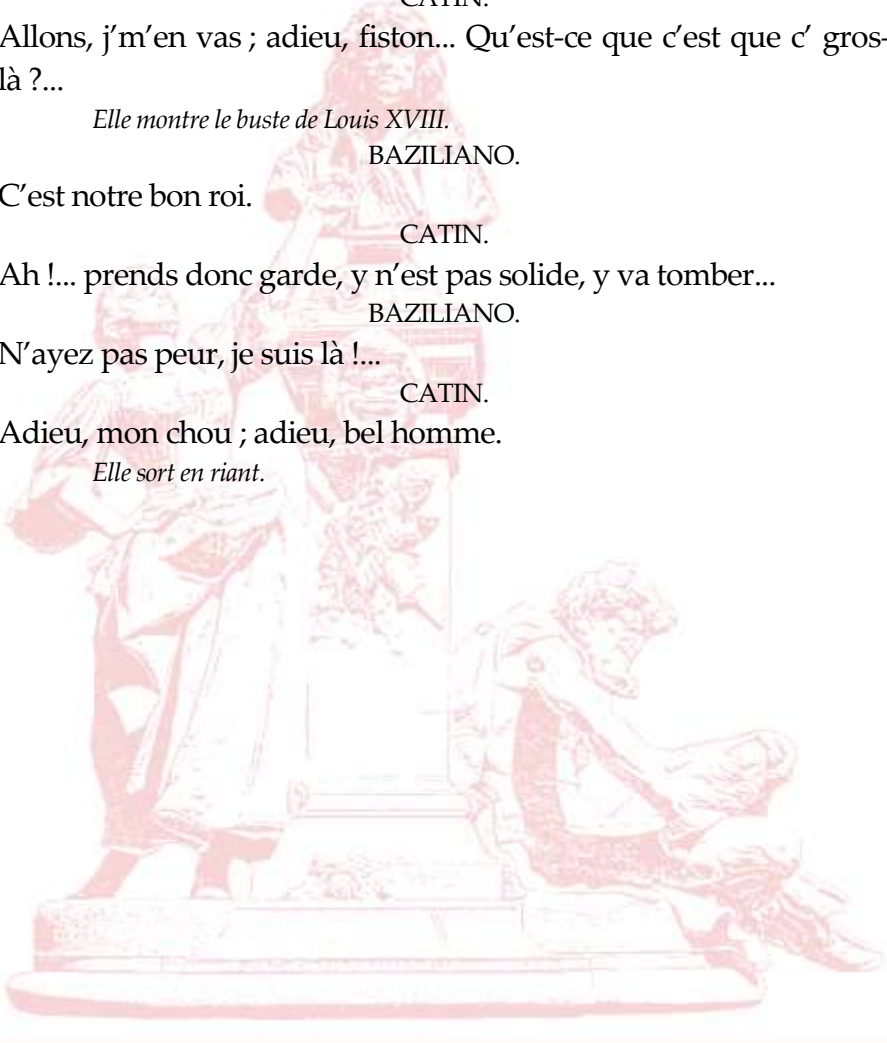 CATIN.
Allons, j'm'en vas ; adieu, fiston... Qu'est-ce que c'est que c' gros-
là ?...
Elle montre le buste de Louis XVIII.
BAZILIANO.
C'est notre bon roi.
CATIN.
Ah !... prends donc garde, y n'est pas solide, y va tomber...
BAZILIANO.
N'ayez pas peur, je suis là !...
CATIN.
Adieu, mon chou ; adieu, bel homme.
Elle sort en riant.